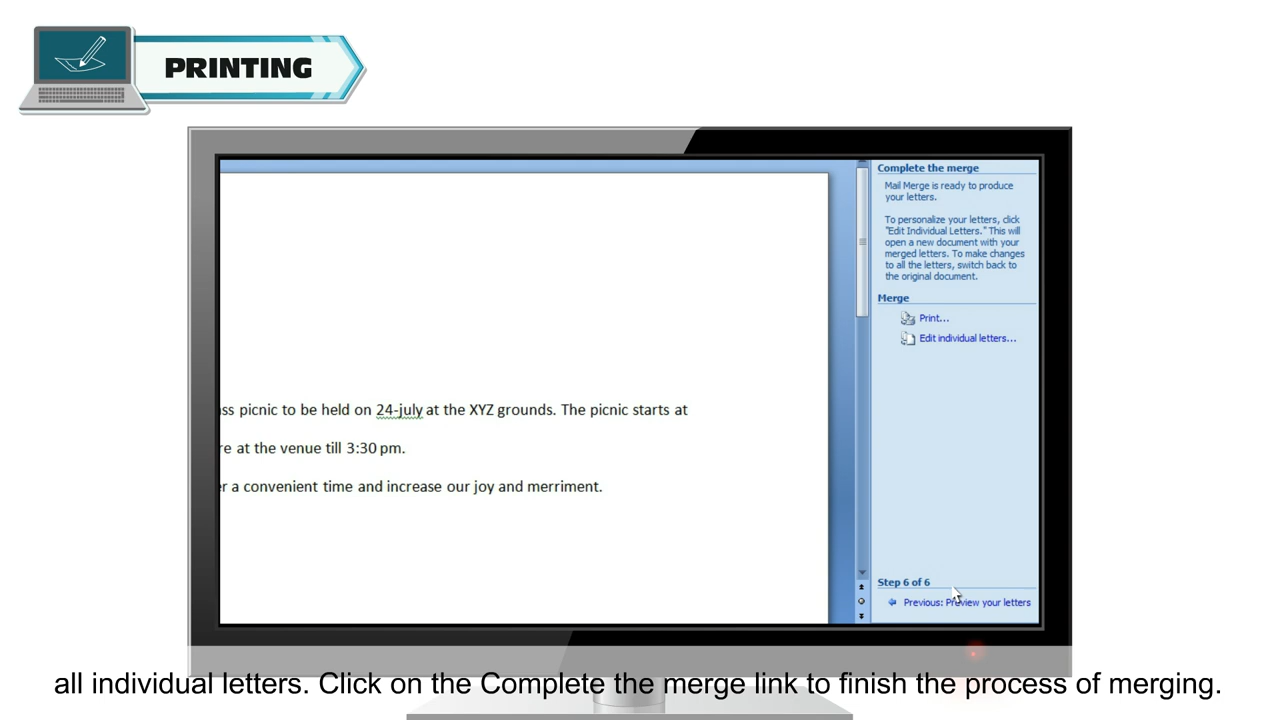 PRINTING
Complete the merge
Mail Merge is ready to produce
your letters.
To personalize your letters, click
"Edit Individual Letters." This will
open a new document with your
merged letters. To make changes
to all the letters, switch back to
the original document.
Merge
Print...
Edit individual letters...
ss picnic to be held on 24-july at the XYZ grounds. The picnic starts at
re at the venue till 3:30 pm.
r a convenient time and increase our joy and merriment.
Step 6 of 6
Previous: Preview your letters
all individual letters. Click on the Complete the merge link to finish the process of merging.